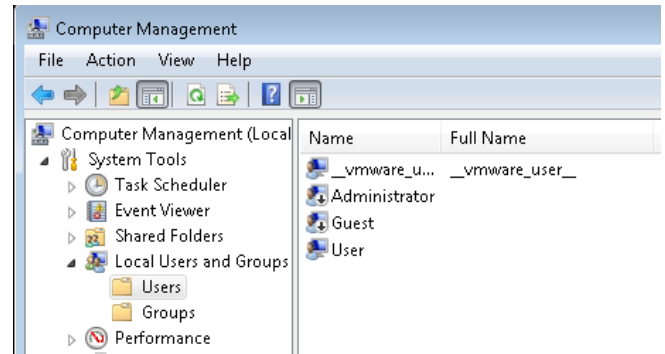 Computer Management
File Action View Help
Computer Management (Local
System Tools
Task Scheduler
Event Viewer
Shared Folders
Local Users and Groups
Users
Groups
Performance
Name Full Name
__vmware_u... __vmware_user__
Administrator
Guest
User